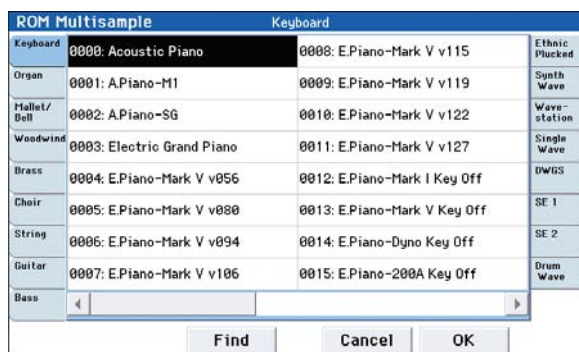 ROM Multisample
Keyboard
Keyboard
Organ
Mallet/
Bell
Woodwind
Brass
Choir
String
Guitar
Bass
0000: Acoustic Piano
0001: A.Piano-M1
0002: A.Piano-SG
0003: Electric Grand Piano
0004: E.Piano-Mark V v056
0005: E.Piano-Mark V v080
0006: E.Piano-Mark V v094
0007: E.Piano-Mark V v106
0008: E.Piano-Mark V v115
0009: E.Piano-Mark V v119
0010: E.Piano-Mark V v122
0011: E.Piano-Mark V v127
0012: E.Piano-Mark I Key Off
0013: E.Piano-Mark V Key Off
0014: E.Piano-Dyno Key Off
0015: E.Piano-200A Key Off
Ethnic
Plucked
Synth
Wave
Wave-
station
Single
Wave
DWGS
SE 1
SE 2
Drum
Wave
Find
Cancel
OK